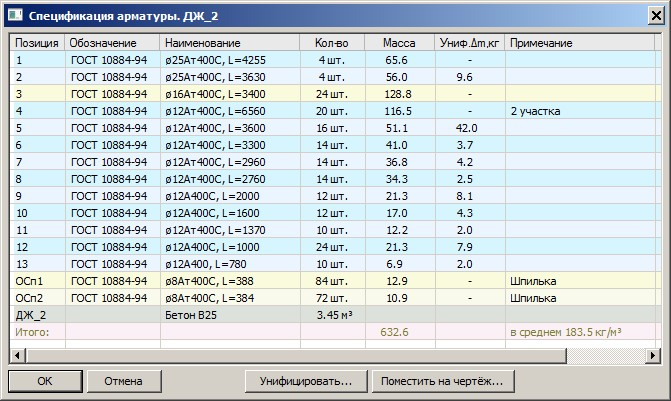 Спецификация арматуры. ДЖ_2
Позиция Обозначение Наименование Кол-во Масса Униф.Δm,кг Примечание
1 ГОСТ 10884-94 ø25Ат400С, L=4255 4 шт. 65.6 -
2 ГОСТ 10884-94 ø25Ат400С, L=3630 4 шт. 56.0 9.6
3 ГОСТ 10884-94 ø16Ат400С, L=3400 24 шт. 128.8 -
4 ГОСТ 10884-94 ø12Ат400С, L=6560 20 шт. 116.5 - 2 участка
5 ГОСТ 10884-94 ø12Ат400С, L=3600 16 шт. 51.1 42.0
6 ГОСТ 10884-94 ø12Ат400С, L=3300 14 шт. 41.0 3.7
7 ГОСТ 10884-94 ø12Ат400С, L=2960 14 шт. 36.8 4.2
8 ГОСТ 10884-94 ø12Ат400С, L=2760 14 шт. 34.3 2.5
9 ГОСТ 10884-94 ø12А400С, L=2000 12 шт. 21.3 8.1
10 ГОСТ 10884-94 ø12А400С, L=1600 12 шт. 17.0 4.3
11 ГОСТ 10884-94 ø12Ат400С, L=1370 10 шт. 12.2 2.0
12 ГОСТ 10884-94 ø12А400С, L=1000 24 шт. 21.3 7.9
13 ГОСТ 10884-94 ø12А400, L=780 10 шт. 6.9 2.0
ОСп1 ГОСТ 10884-94 ø8Ат400С, L=388 84 шт. 12.9 - Шпилька
ОСп2 ГОСТ 10884-94 ø8Ат400С, L=384 72 шт. 10.9 - Шпилька
ДЖ_2 Бетон В25 3.45 м³
Итого: 632.6 в среднем 183.5 кг/м³
ОК Отмена Унифицировать... Поместить на чертёж...